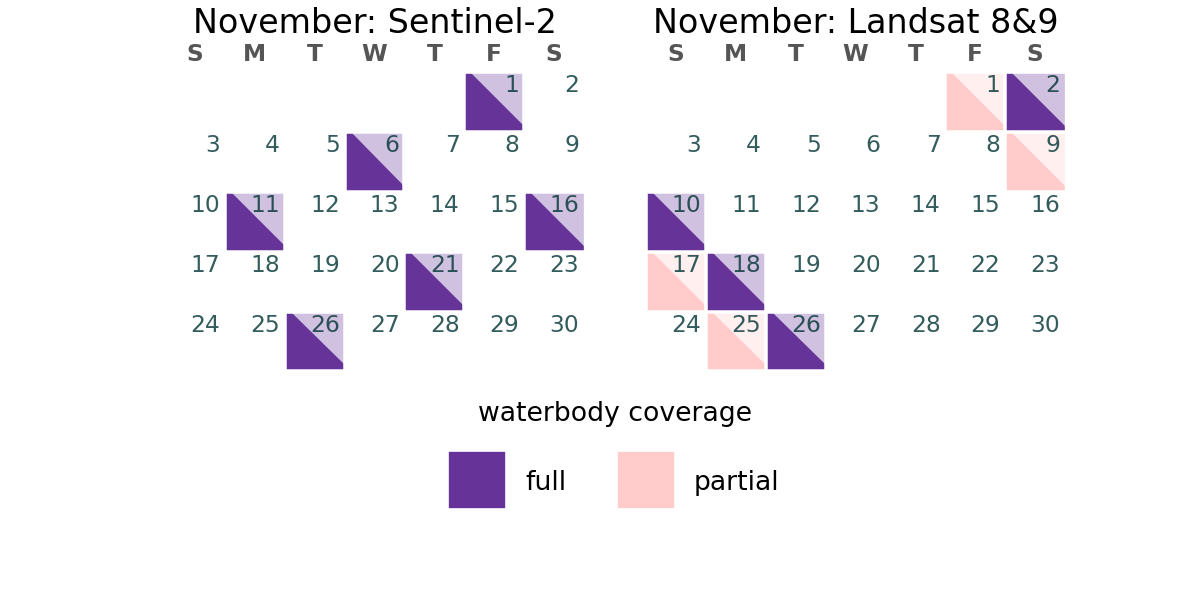 November: Sentinel-2
S M T W T F S
1 2
3 4 5 6 7 8 9
10 11 12 13 14 15 16
17 18 19 20 21 22 23
24 25 26 27 28 29 30
November: Landsat 8&9
S M T W T F S
1 2
3 4 5 6 7 8 9
10 11 12 13 14 15 16
17 18 19 20 21 22 23
24 25 26 27 28 29 30
waterbody coverage
full partial